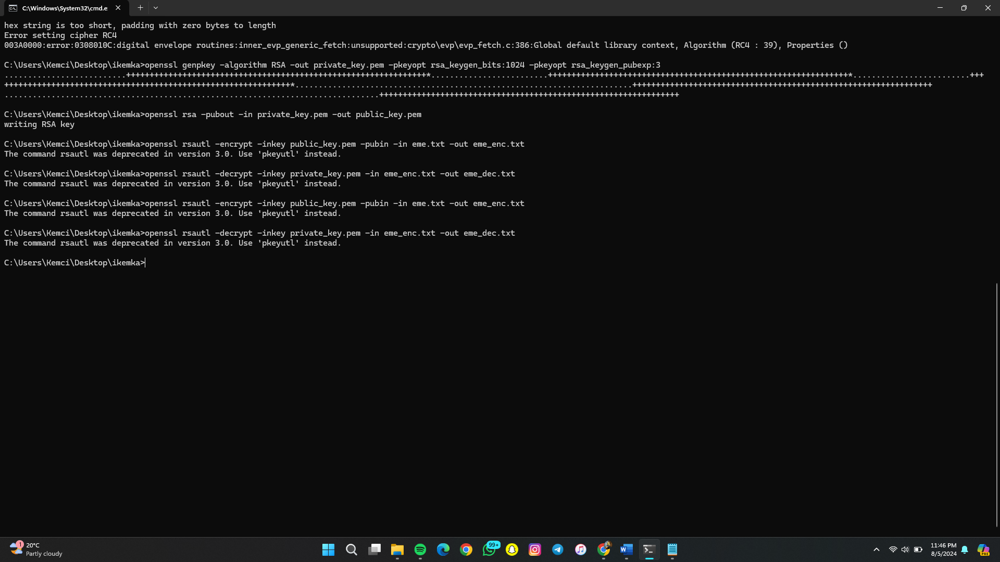 C:\Windows\System32\cmd.e
hex string is too short, padding with zero bytes to length
Error setting cipher RC4
003A0000:error:0308010C:digital envelope routines:inner_evp_generic_fetch:unsupported:crypto\evp\evp_fetch.c:386:Global default library context, Algorithm (RC4 : 39), Properties ()
C:\Users\Kemci\Desktop\ikemka>openssl genpkey -algorithm RSA -out private_key.pem -pkeyopt rsa_keygen_bits:1024 -pkeyopt rsa_keygen_pubexp:3
..........................++++++++++++++++++++++++++++++++++++++++++++++++++++++++++++++++*.........................++++++++++++++++++++++++++++++++++++++++++++++++++++++++++++++++*.........................+++
+++++++++++++++++++++++++++++++++++++++++++++++++++++++++++++*........................................................................++++++++++++++++++++++++++++++++++++++++++++++++++++++++++++++++
................................................................................++++++++++++++++++++++++++++++++++++++++++++++++++++++++++++++++
C:\Users\Kemci\Desktop\ikemka>openssl rsa -pubout -in private_key.pem -out public_key.pem
writing RSA key
C:\Users\Kemci\Desktop\ikemka>openssl rsautl -encrypt -inkey public_key.pem -pubin -in eme.txt -out eme_enc.txt
The command rsautl was deprecated in version 3.0. Use 'pkeyutl' instead.
C:\Users\Kemci\Desktop\ikemka>openssl rsautl -decrypt -inkey private_key.pem -in eme_enc.txt -out eme_dec.txt
The command rsautl was deprecated in version 3.0. Use 'pkeyutl' instead.
C:\Users\Kemci\Desktop\ikemka>openssl rsautl -encrypt -inkey public_key.pem -pubin -in eme.txt -out eme_enc.txt
The command rsautl was deprecated in version 3.0. Use 'pkeyutl' instead.
C:\Users\Kemci\Desktop\ikemka>openssl rsautl -decrypt -inkey private_key.pem -in eme_enc.txt -out eme_dec.txt
The command rsautl was deprecated in version 3.0. Use 'pkeyutl' instead.
C:\Users\Kemci\Desktop\ikemka>
1
20°C
Partly cloudy
99+
W
11:46 PM
8/5/2024
PRE